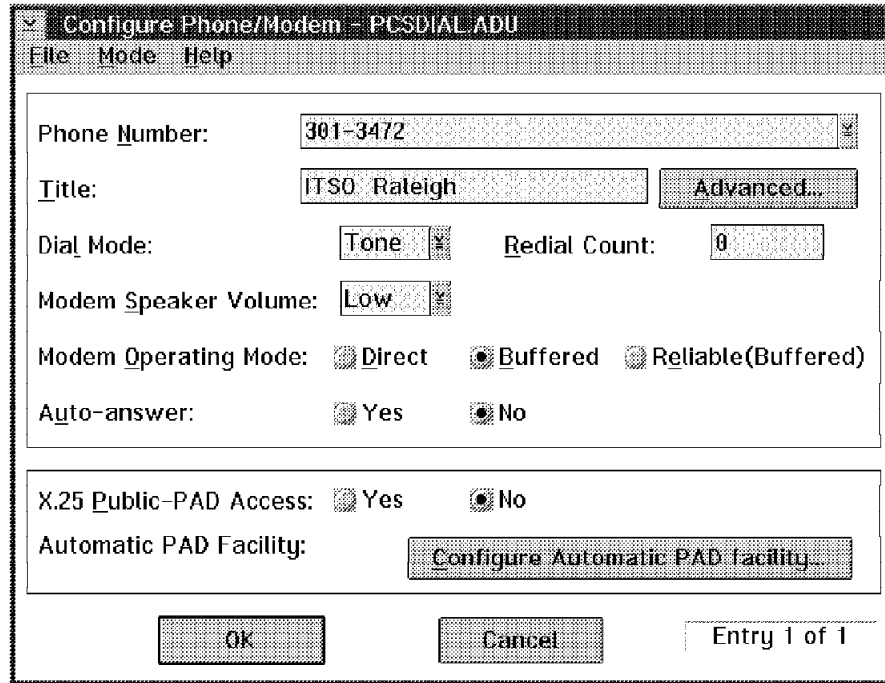 Configure Phone/Modem - PCSDIAL.ADU
File Mode Help
Phone Number: 301-3472
Title: ITSO Raleigh Advanced...
Dial Mode: Tone Redial Count: 0
Modem Speaker Volume: Low
Modem Operating Mode: Direct Buffered Reliable(Buffered)
Auto-answer: Yes No
X.25 Public-PAD Access: Yes No
Automatic PAD Facility: Configure Automatic PAD facility...
OK Cancel Entry 1 of 1